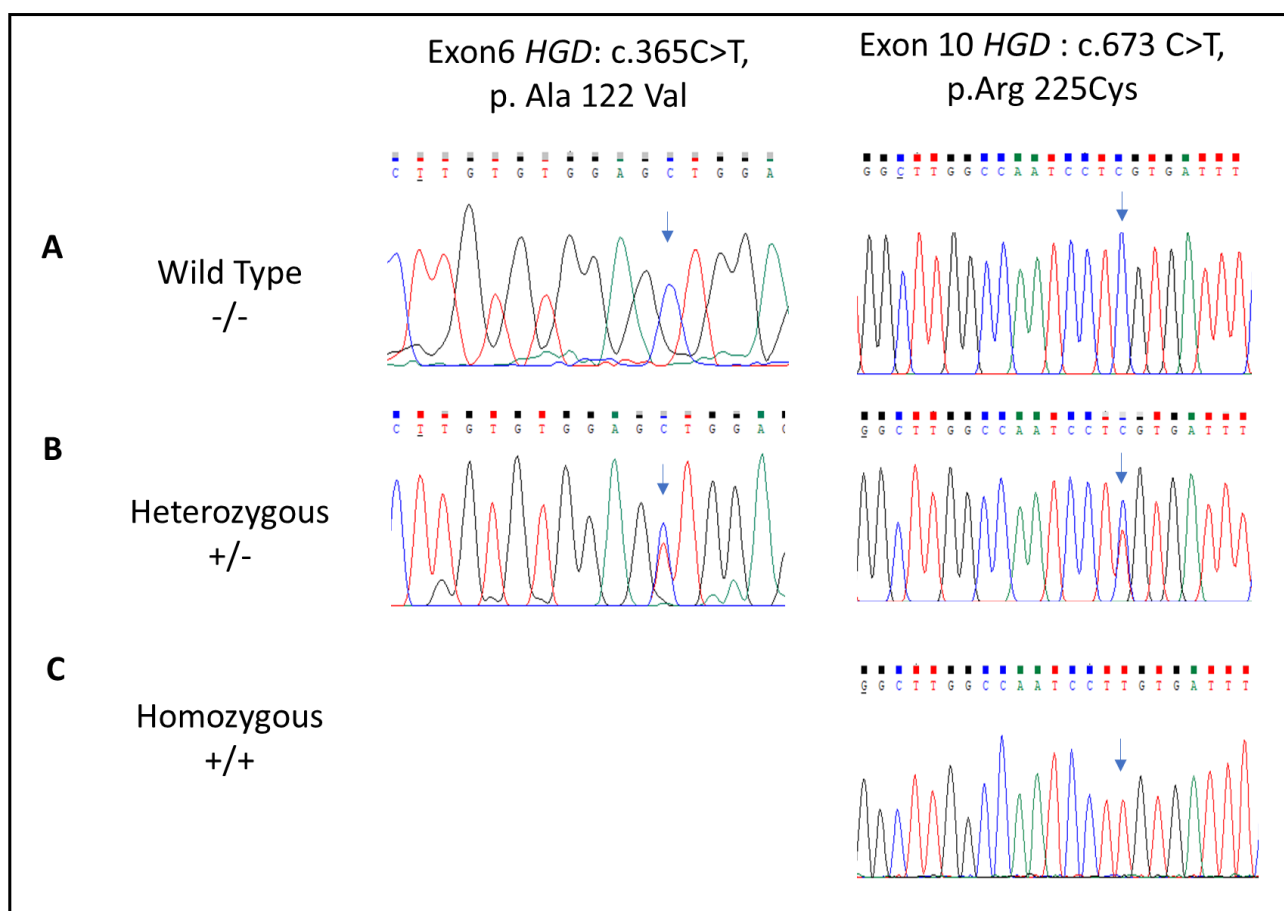 Exon6 HGD: c.365C>T,
p. Ala 122 Val
Exon 10 HGD : c.673 C>T,
p.Arg 225Cys
A
Wild Type
-/-
C T T G T G T G G A G C T G G A
G G C T T G G C C A A T C C T C G T G A T T T
B
Heterozygous
+/-
C T T G T G T G G A G C T G G A G
G G C T T G G C C A A T C C T C G T G A T T T
C
Homozygous
+/+
G G C T T G G C C A A T C C T T G T G A T T T